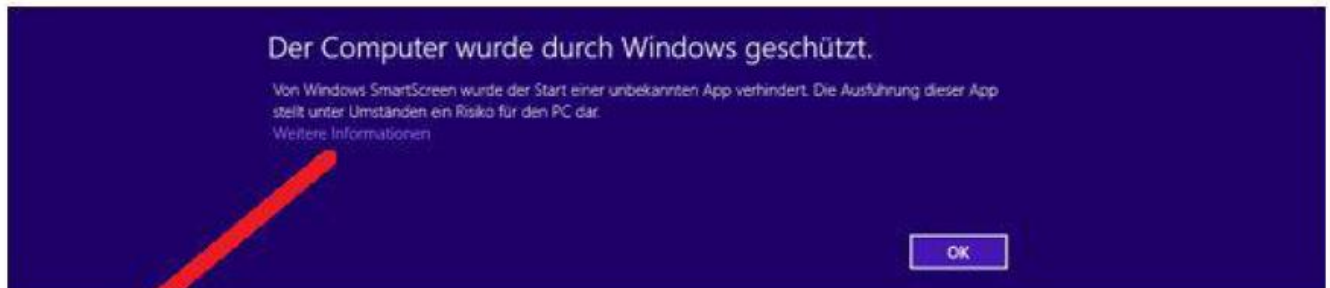 Der Computer wurde durch Windows geschützt.
Von Windows SmartScreen wurde der Start einer unbekannten App verhindert. Die Ausführung dieser App
stellt unter Umständen ein Risiko für den PC dar.
Weitere Informationen
OK